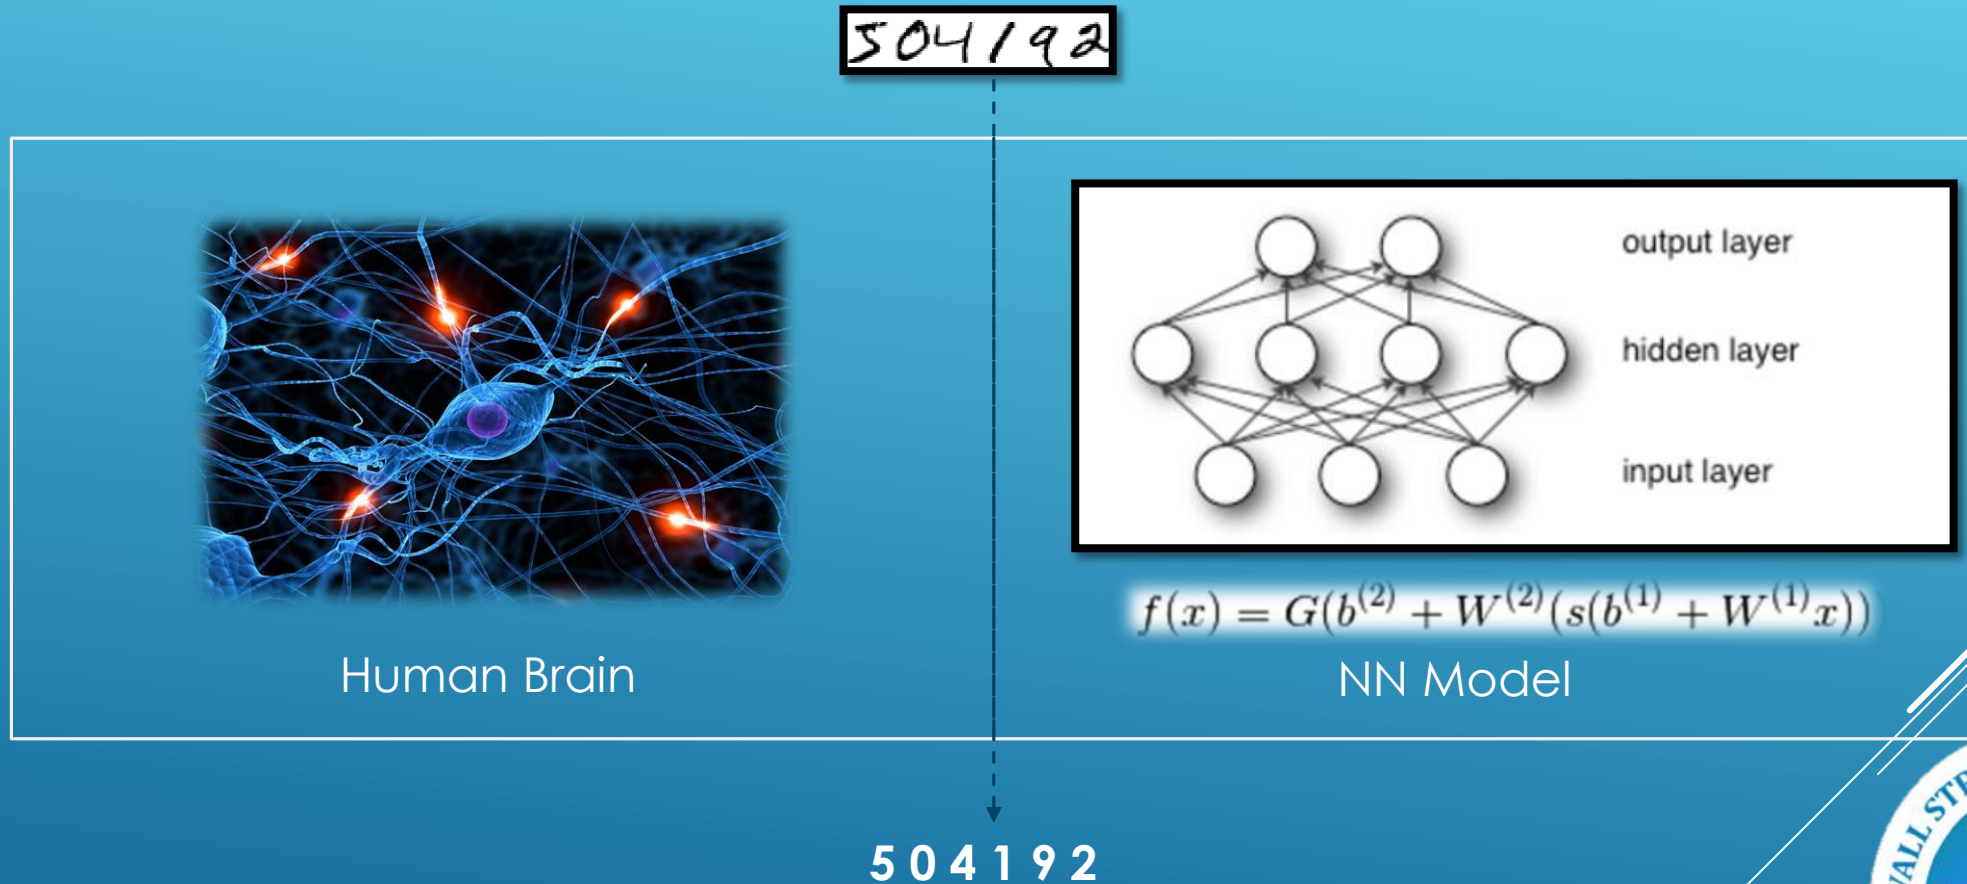 504192
output layer
hidden layer
input layer
f(x) = G(b^{(2)} + W^{(2)}(s(b^{(1)} + W^{(1)}x))
Human Brain
NN Model
5 0 4 1 9 2